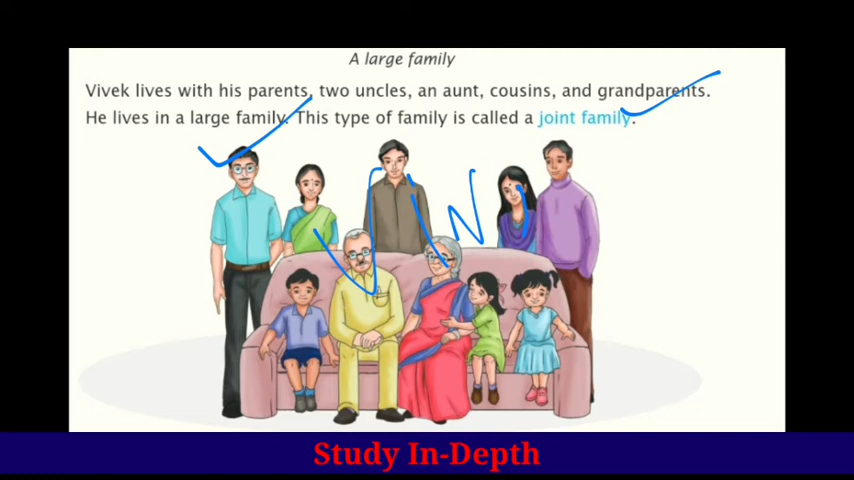 A large family
Vivek lives with his parents, two uncles, an aunt, cousins, and grandparents.
He lives in a large family. This type of family is called a joint family.
Study In-Depth